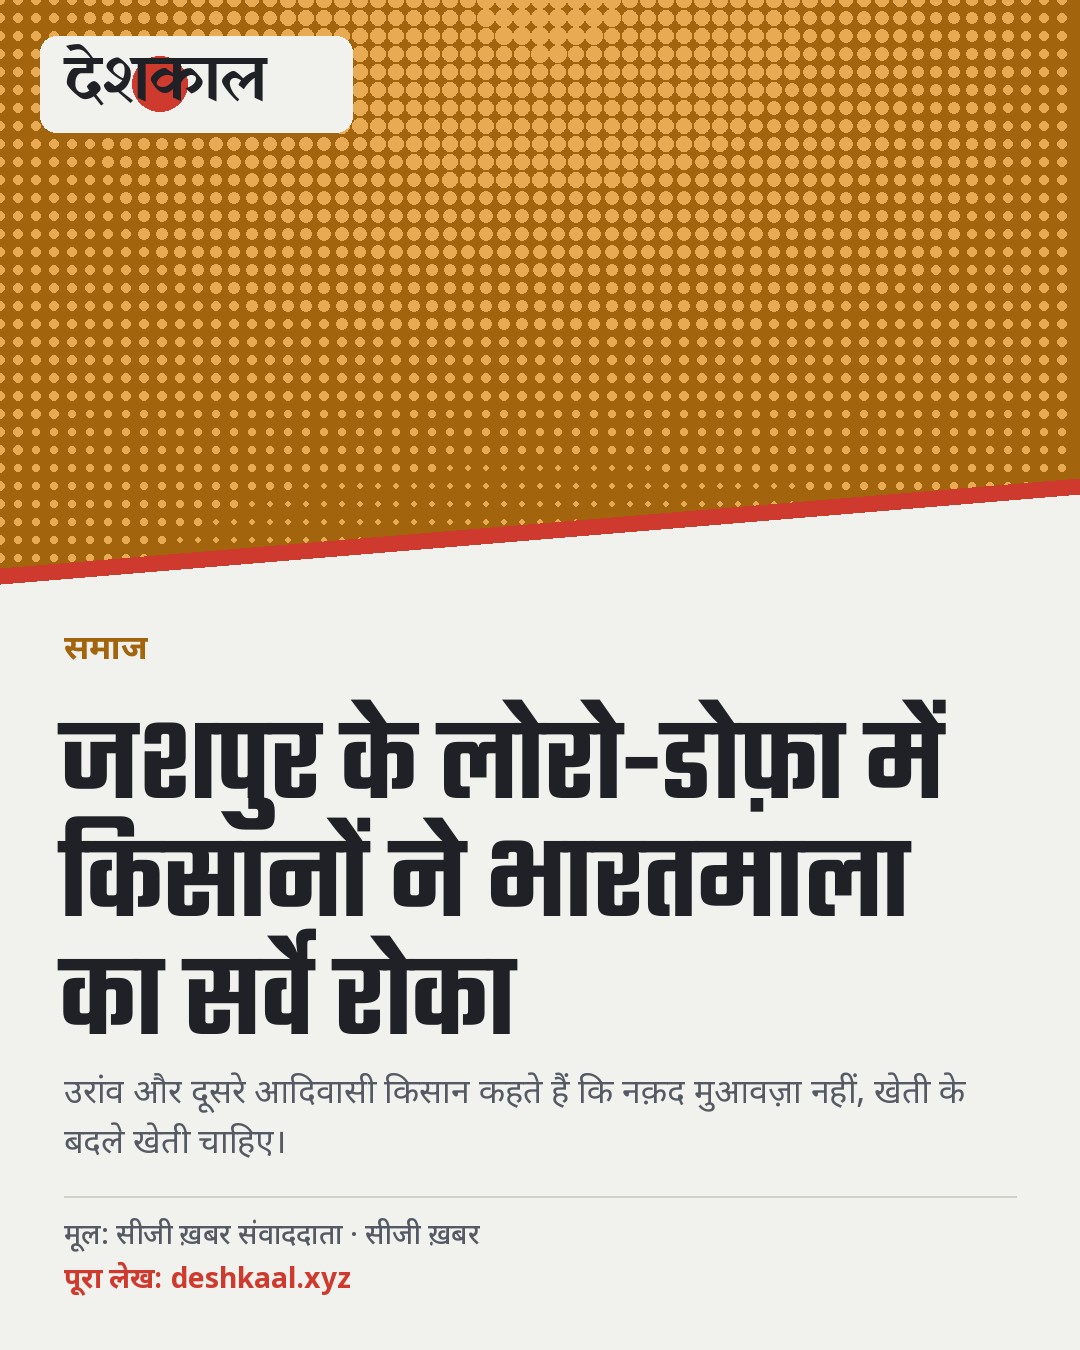 देशकाल
समाज
जशपुर के लोरो-डोफ़ा में
किसानों ने भारतमाला
का सर्वे रोका
उरांव और दूसरे आदिवासी किसान कहते हैं कि नक़द मुआवज़ा नहीं, खेती के
बदले खेती चाहिए।
मूल: सीजी ख़बर संवाददाता · सीजी ख़बर
पूरा लेख: deshkaal.xyz